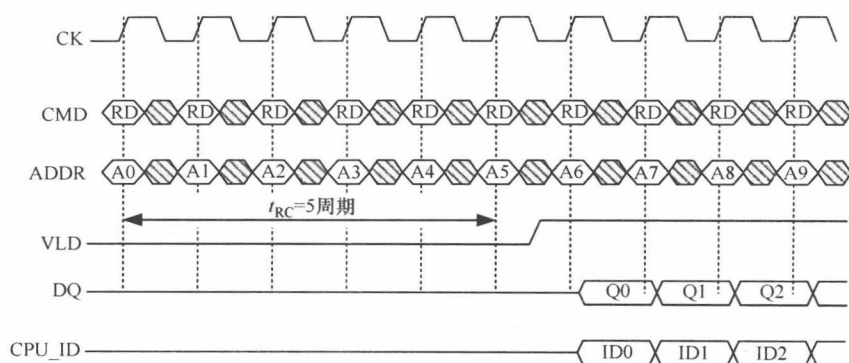 CK
CMD RD RD RD RD RD RD RD RD RD RD
ADDR A0 A1 A2 A3 A4 A5 A6 A7 A8 A9
tRC=5周期
VLD
DQ Q0 Q1 Q2
CPU_ID ID0 ID1 ID2